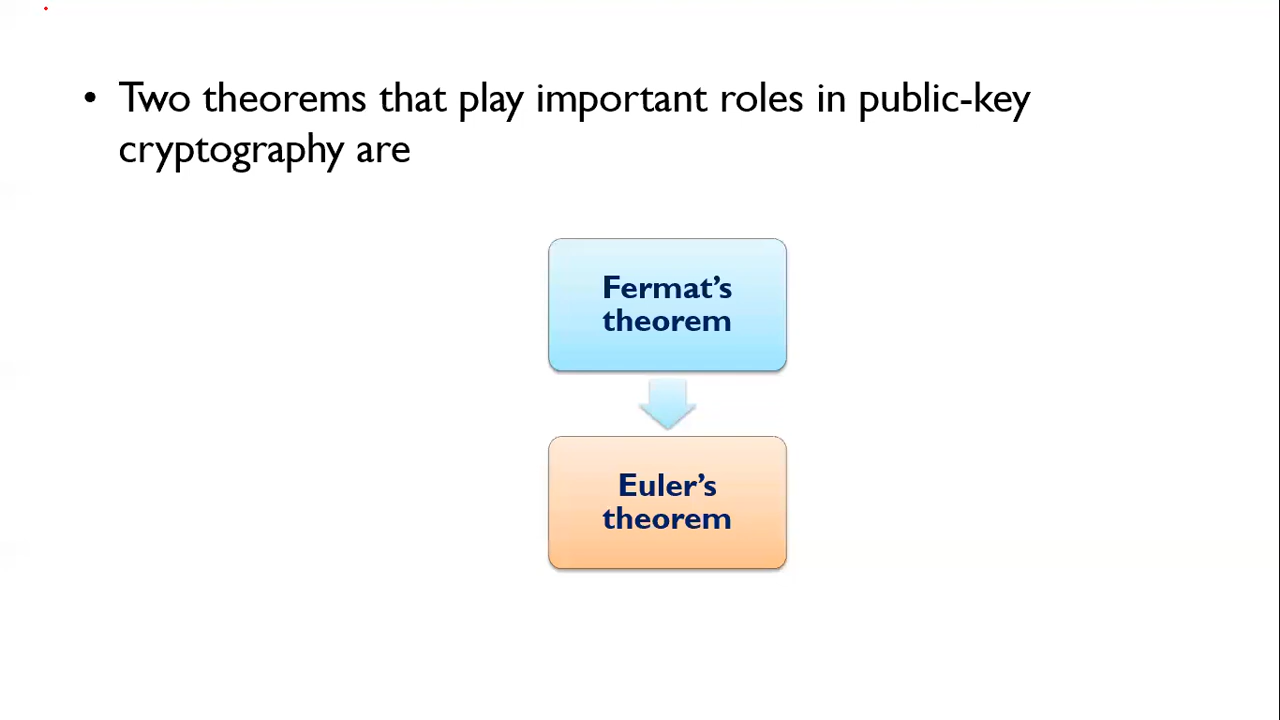 • Two theorems that play important roles in public-key
cryptography are
Fermat’s
theorem
Euler’s
theorem